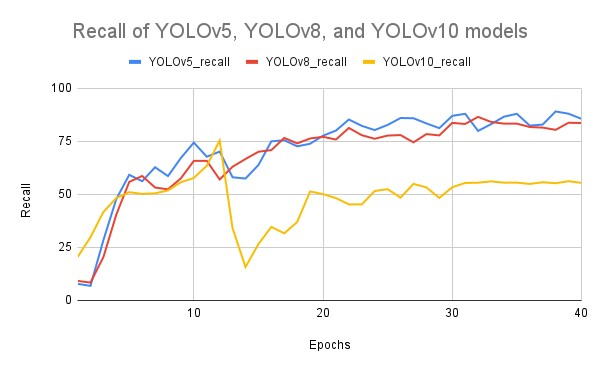 Recall of YOLOv5, YOLOv8, and YOLOv10 models
YOLOv5_recall YOLOv8_recall YOLOv10_recall
100
75
50
25
0
Recall
10 20 30 40
Epochs